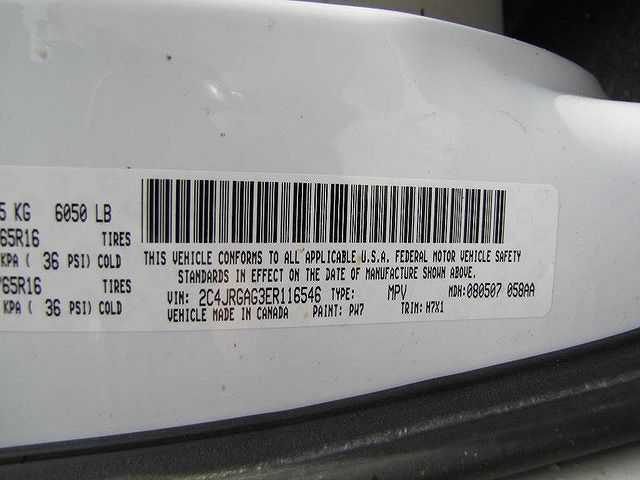 5 KG 6050 LB
65R16 TIRES
KPA ( 36 PSI) COLD
/65R16 TIRES
KPA ( 36 PSI) COLD
THIS VEHICLE CONFORMS TO ALL APPLICABLE U.S.A. FEDERAL MOTOR VEHICLE SAFETY
STANDARDS IN EFFECT ON THE DATE OF MANUFACTURE SHOWN ABOVE.
VIN: 2C4JRGAG3ER116546 TYPE: MPV MDH: 080507 058AA
VEHICLE MADE IN CANADA PAINT: PW7 TRIM: H7X1